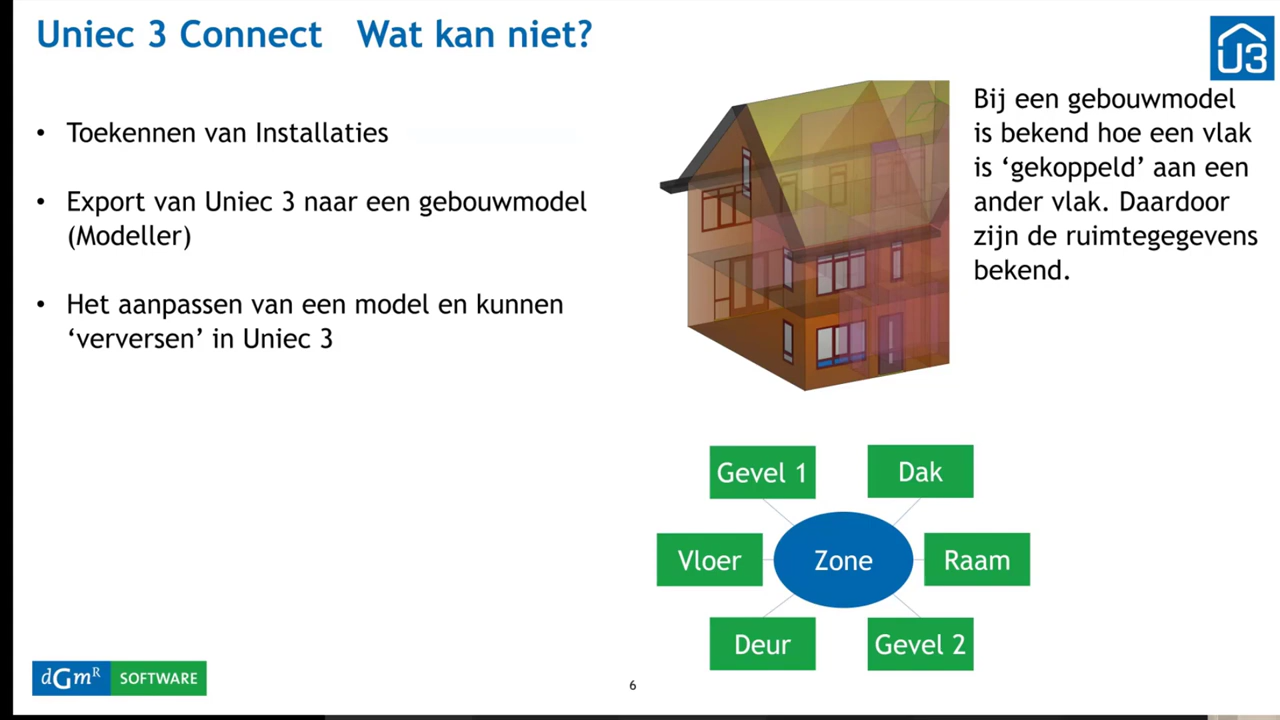 Uniec 3 Connect Wat kan niet?
U3
• Toekennen van Installaties
• Export van Uniec 3 naar een gebouwmodel
(Modeller)
• Het aanpassen van een model en kunnen
‘verversen’ in Uniec 3
Bij een gebouwmodel
is bekend hoe een vlak
is ‘gekoppeld’ aan een
ander vlak. Daardoor
zijn de ruimtegegevens
bekend.
Gevel 1
Dak
Vloer
Zone
Raam
Deur
Gevel 2
dGmR SOFTWARE
6